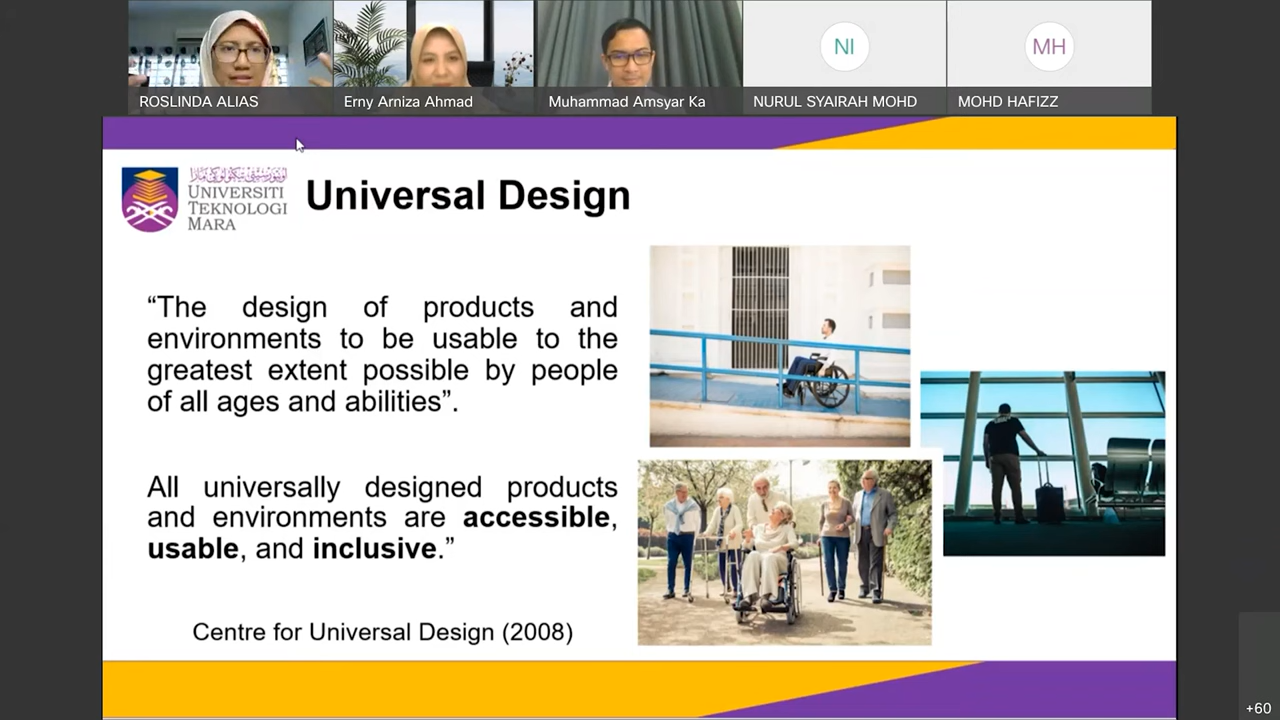 ROSLINDA ALIAS
Erny Arniza Ahmad
Muhammad Amsyar Ka
NI
NURUL SYAIRAH MOHD
MH
MOHD HAFIZZ
UNIVERSITI
TEKNOLOGI
MARA
Universal Design
“The design of products and
environments to be usable to the
greatest extent possible by people
of all ages and abilities”.
All universally designed products
and environments are accessible,
usable, and inclusive.”
Centre for Universal Design (2008)
+60